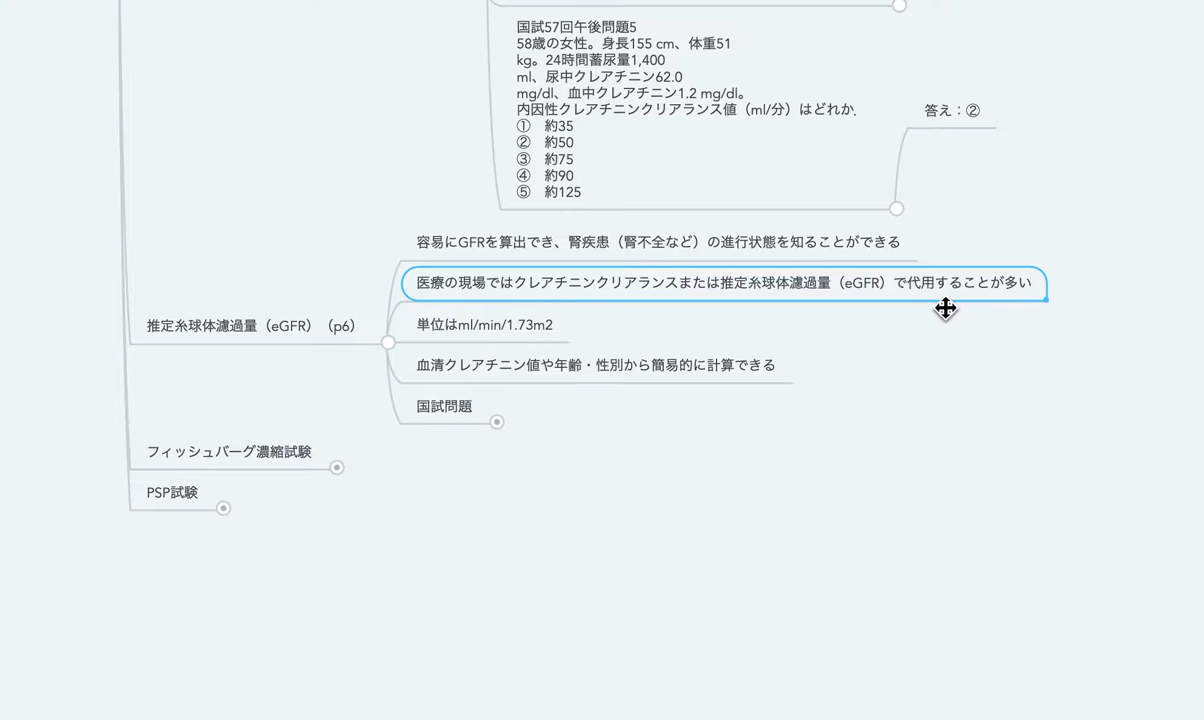 国試57回午後問題5
58歳の女性。身長155 cm、体重51
kg。24時間蓄尿量1,400
ml、尿中クレアチニン62.0
mg/dl、血中クレアチニン1.2 mg/dl。
内因性クレアチニンクリアランス値（ml/分）はどれか.
①　約35
②　約50
③　約75
④　約90
⑤　約125
答え：②
推定糸球体濾過量（eGFR）（p6）
容易にGFRを算出でき、腎疾患（腎不全など）の進行状態を知ることができる
医療の現場ではクレアチニンクリアランスまたは推定糸球体濾過量（eGFR）で代用することが多い
単位はml/min/1.73m2
血清クレアチニン値や年齢・性別から簡易的に計算できる
国試問題
フィッシュバーグ濃縮試験
PSP試験